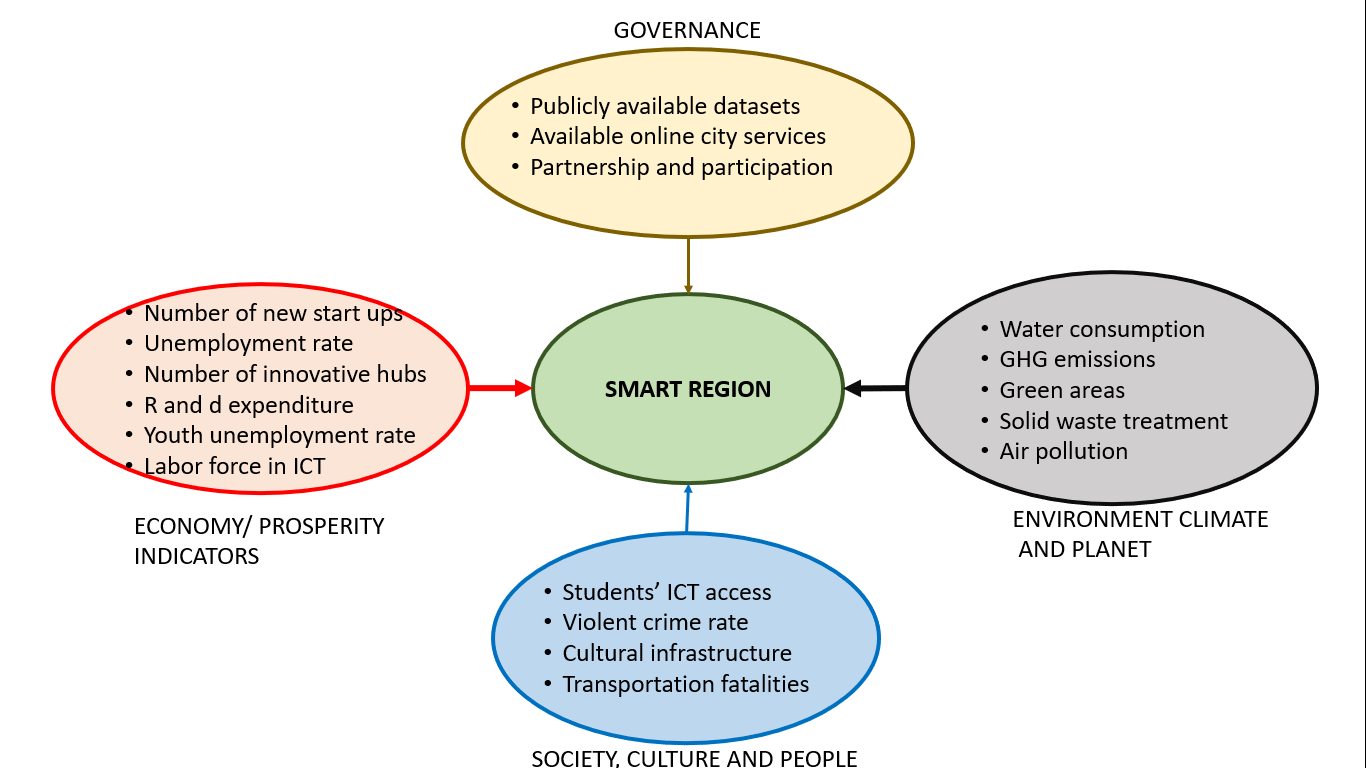 GOVERNANCE
• Publicly available datasets
• Available online city services
• Partnership and participation
• Number of new start ups
• Unemployment rate
• Number of innovative hubs
• R and d expenditure
• Youth unemployment rate
• Labor force in ICT
ECONOMY/ PROSPERITY
INDICATORS
SMART REGION
• Water consumption
• GHG emissions
• Green areas
• Solid waste treatment
• Air pollution
ENVIRONMENT CLIMATE
AND PLANET
• Students’ ICT access
• Violent crime rate
• Cultural infrastructure
• Transportation fatalities
SOCIETY, CULTURE AND PEOPLE